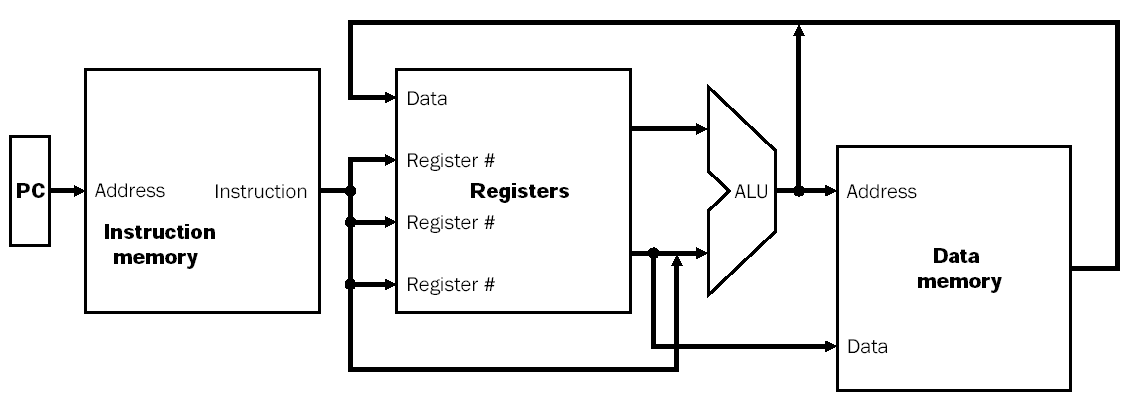 PC
Address
Instruction
Instruction
memory
Data
Register #
Registers
Register #
Register #
ALU
Address
Data
memory
Data